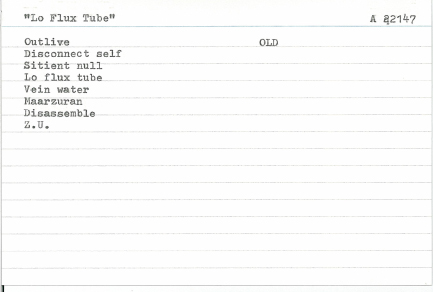 "Lo Flux Tube" A 82147
Outlive OLD
Disconnect self
Sitient null
Lo flux tube
Vein water
Maarzuran
Disassemble
Z.U.